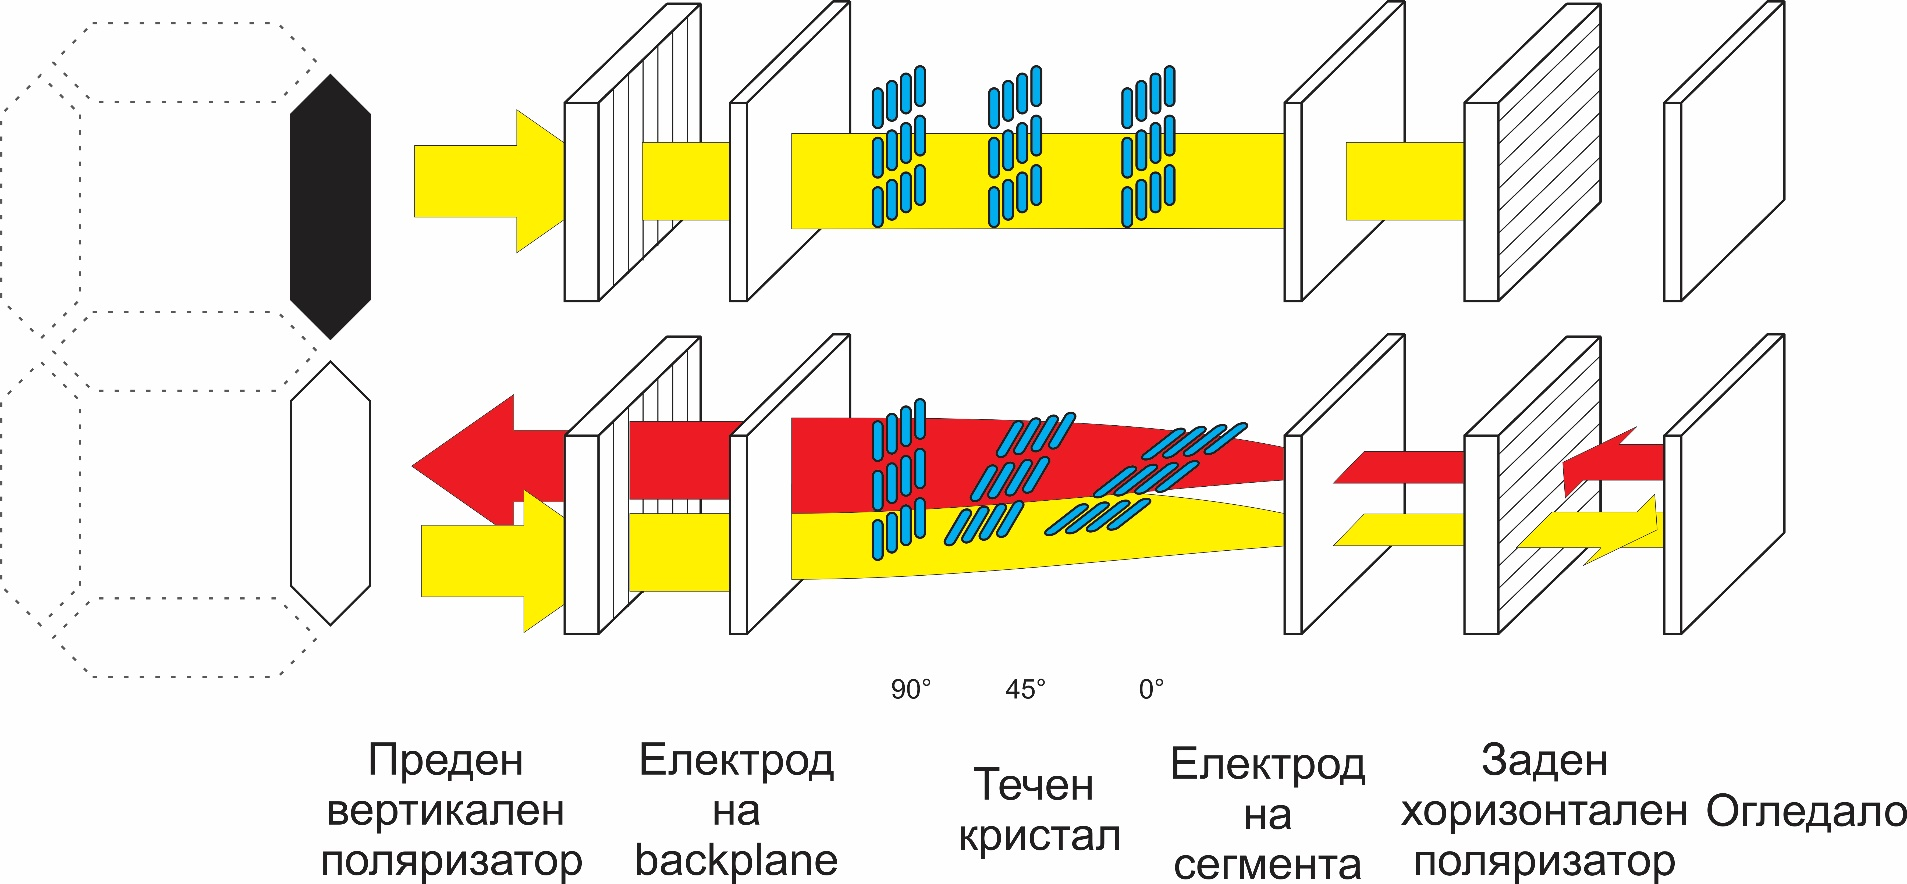 90° 45° 0°
Преден
вертикален
поляризатор
Електрод
на
backplane
Течен
кристал
Електрод
на
сегмента
Заден
хоризонтален
поляризатор
Огледало